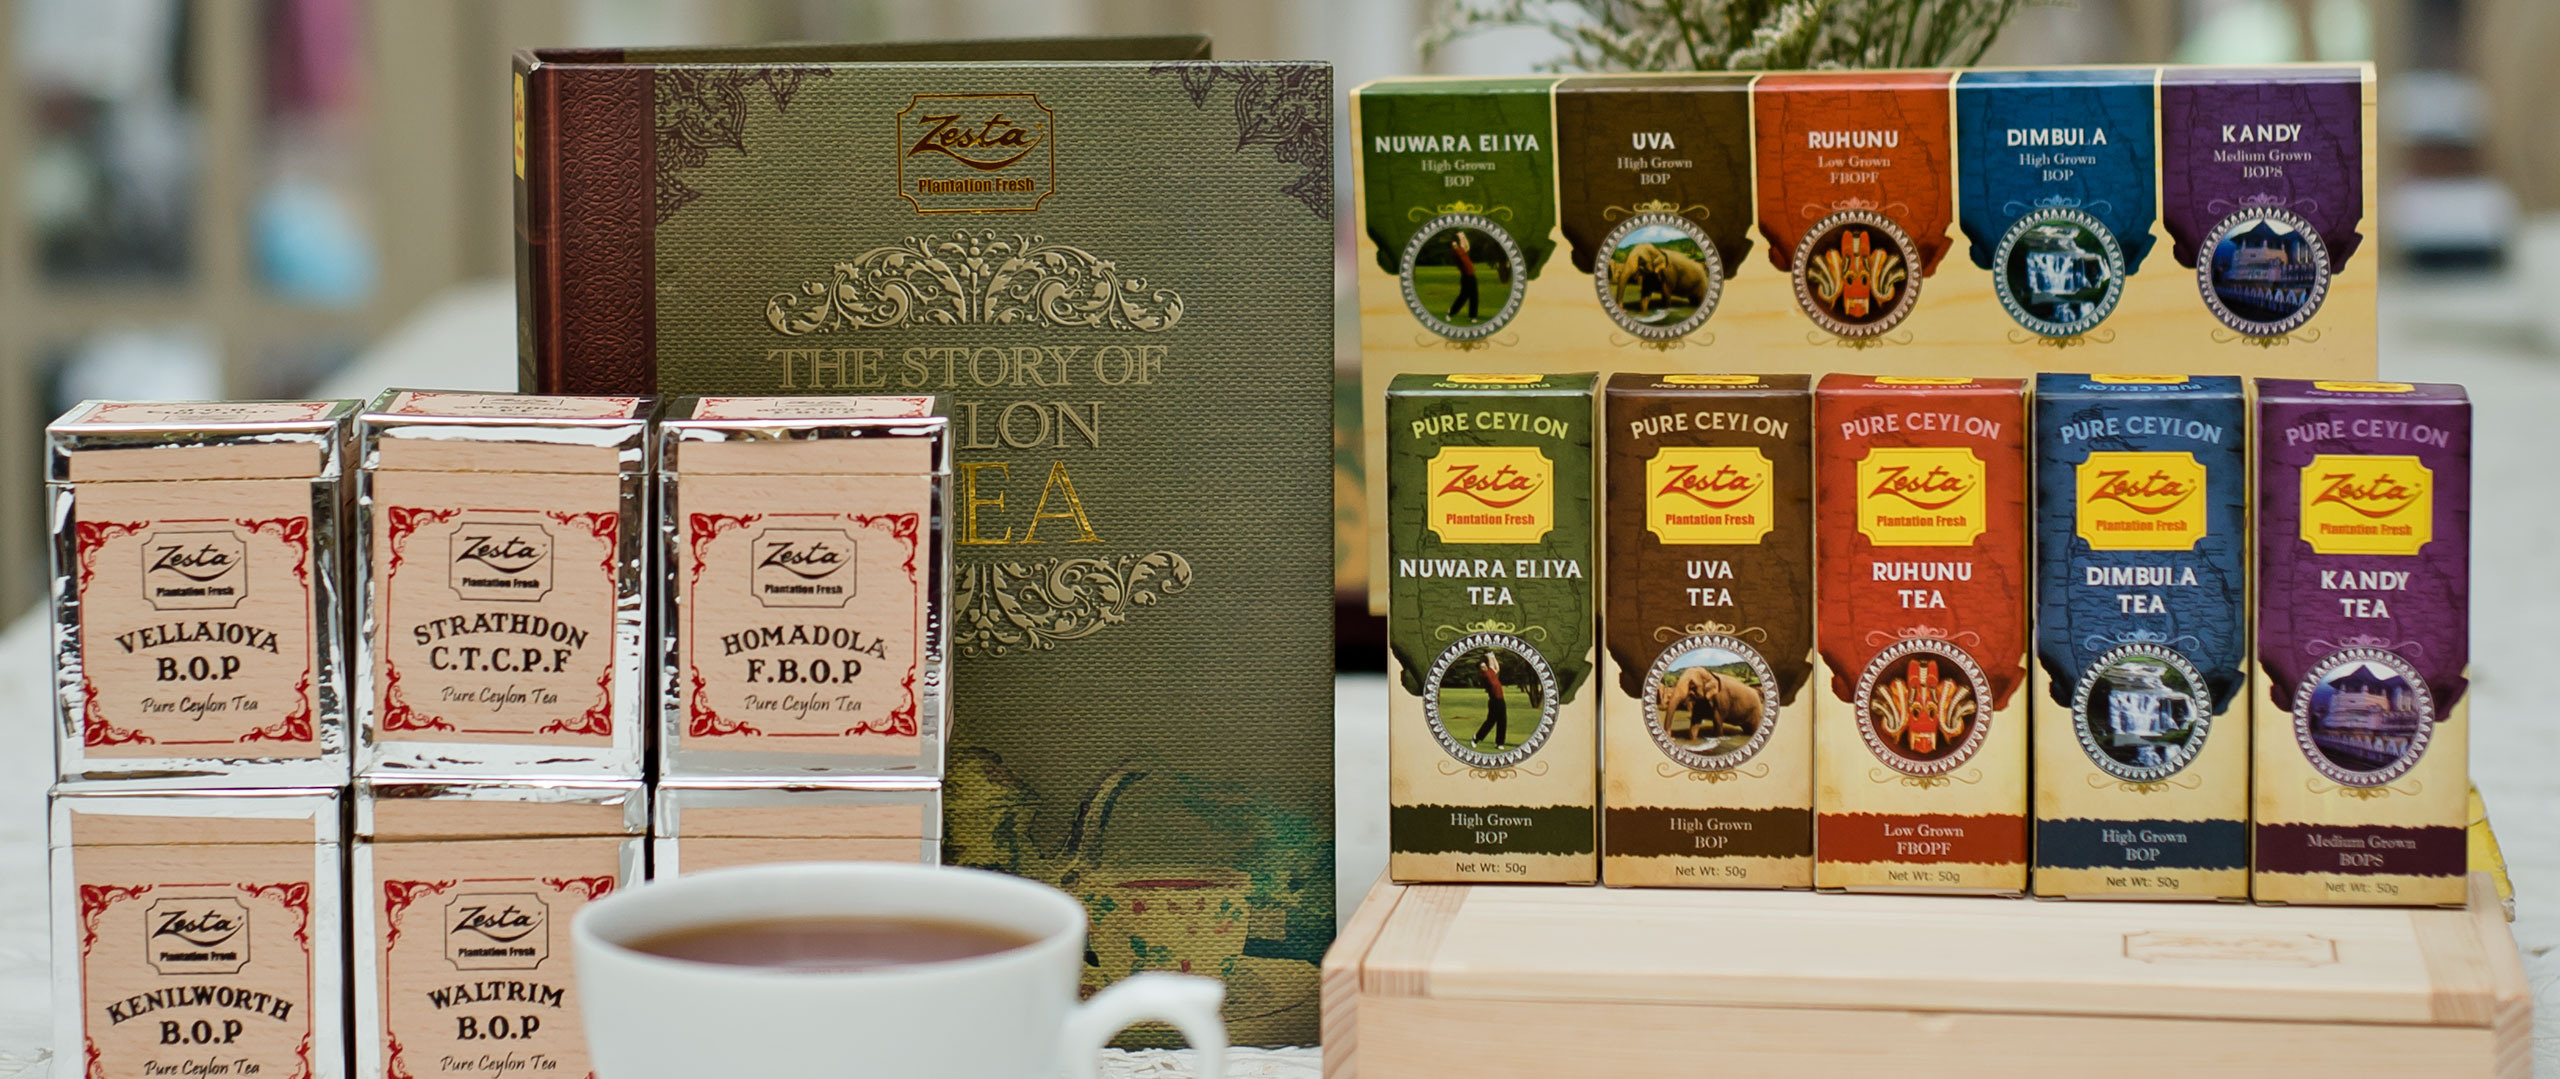 Zesta
Plantation Fresh
THE STORY OF
LON
EA
Zesta
Plantation Fresh
VELLAIOYA
B.O.P
Pure Ceylon Tea
Zesta
Plantation Fresh
STRATHDON
C.T.C.P.F
Pure Ceylon Tea
Zesta
Plantation Fresh
HOMADOLA
F.B.O.P
Pure Ceylon Tea
Zesta
Plantation Fresh
KENILWORTH
B.O.P
Pure Ceylon Tea
Zesta
Plantation Fresh
WALTRIM
B.O.P
Pure Ceylon Tea
NUWARA ELIYA
High Grown
BOP
UVA
High Grown
BOP
RUHUNU
Low Grown
FBOPF
DIMBULA
High Grown
BOP
KANDY
Medium Grown
BOPS
PURE CEYLON
PURE CEYLON
Zesta
Plantation Fresh
NUWARA ELIYA
TEA
High Grown
BOP
Net Wt: 50g
PURE CEYLON
Zesta
Plantation Fresh
UVA
TEA
High Grown
BOP
Net Wt: 50g
PURE CEYLON
Zesta
Plantation Fresh
RUHUNU
TEA
Low Grown
FBOPF
Net Wt: 50g
PURE CEYLON
PURE CEYLON
Zesta
Plantation Fresh
DIMBULA
TEA
High Grown
BOP
Net Wt: 50g
PURE CEYLON
Zesta
Plantation Fresh
KANDY
TEA
Medium Grown
BOPS
Net Wt: 50g